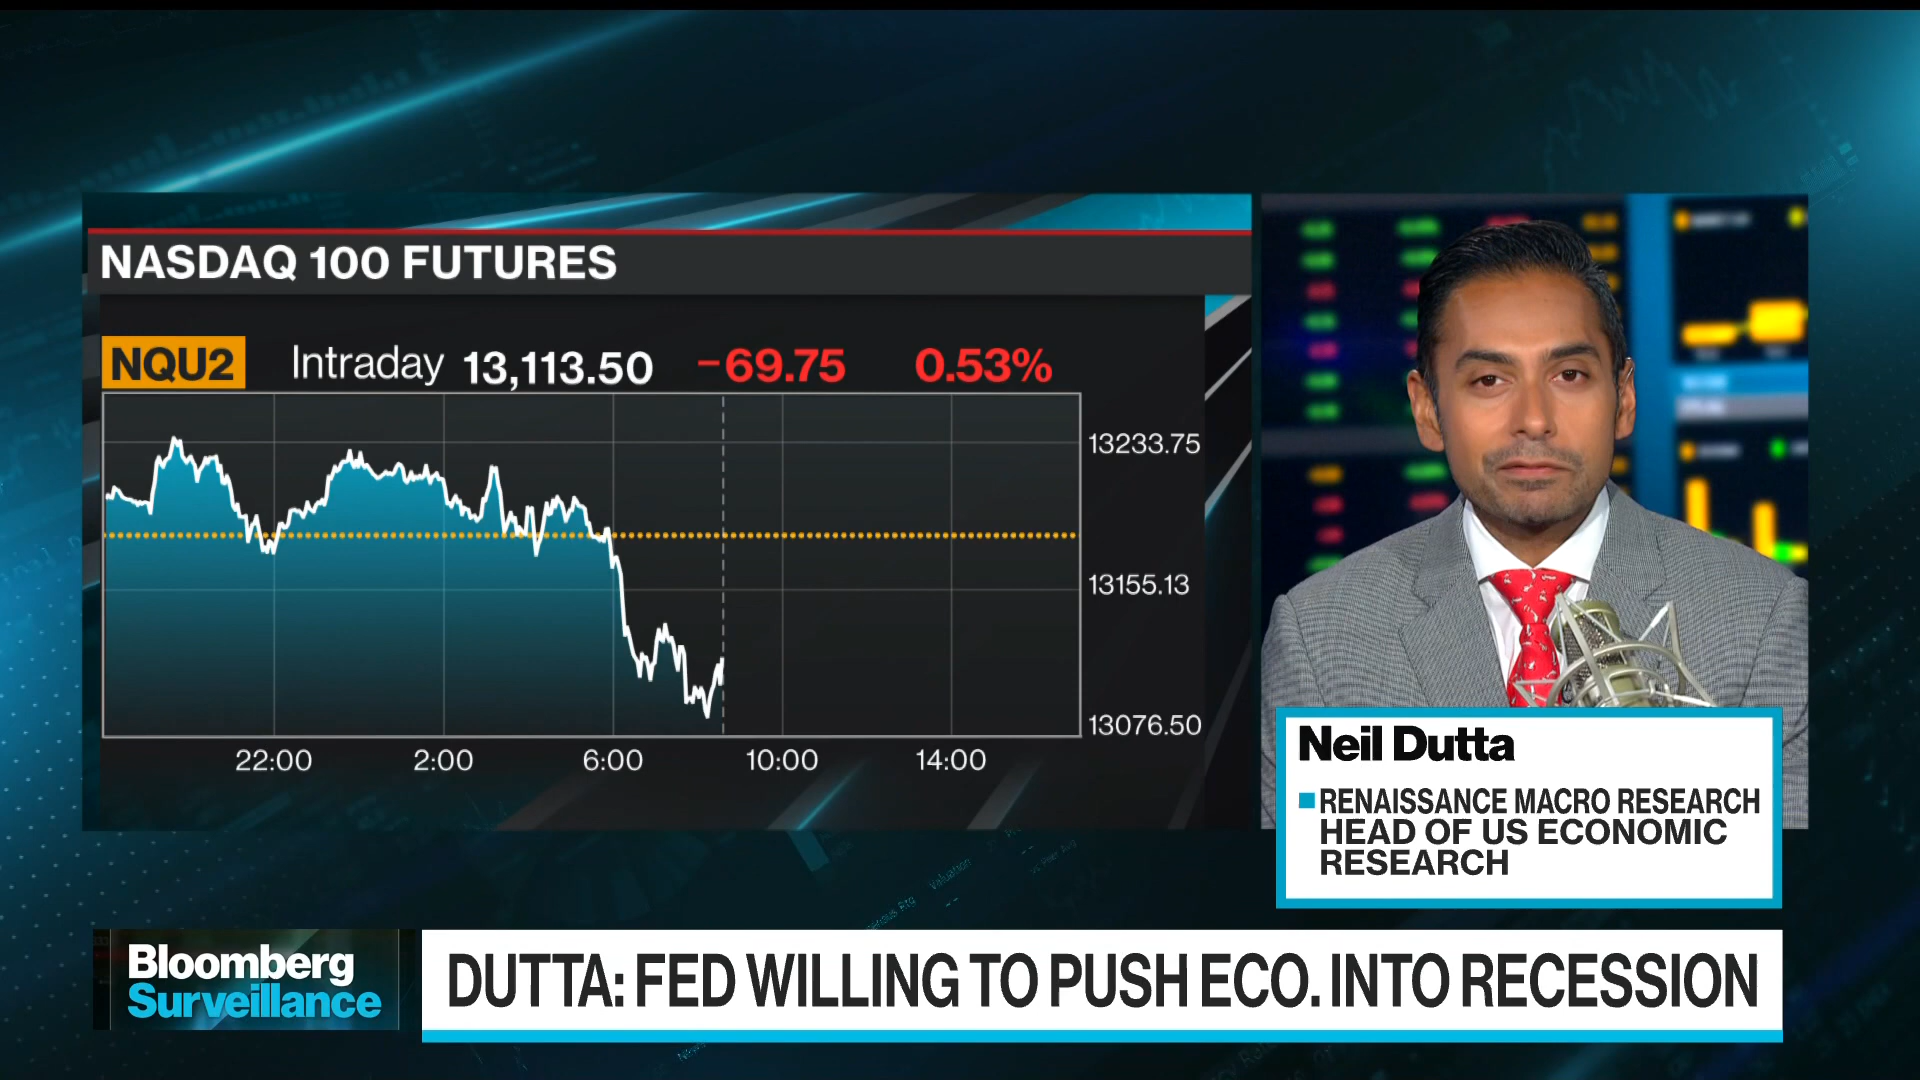 NASDAQ 100 FUTURES
NQU2 Intraday 13,113.50 -69.75 0.53%
13233.75
13155.13
13076.50
22:00 2:00 6:00 10:00 14:00
Neil Dutta
RENAISSANCE MACRO RESEARCH
HEAD OF US ECONOMIC
RESEARCH
Bloomberg
Surveillance
DUTTA: FED WILLING TO PUSH ECO. INTO RECESSION